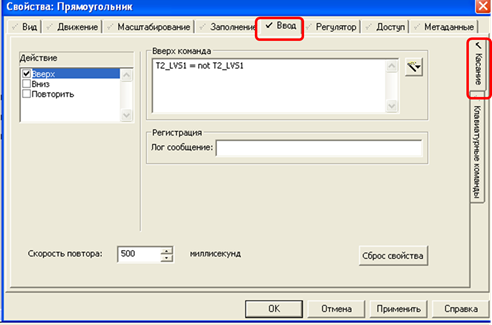 Свойства: Прямоугольник
Вид Движение Масштабирование Заполнение Ввод Регулятор Доступ Метаданные
Действие
Вверх
Вниз
Повторить
Вверх команда
T2_LVS1 = not T2_LVS1
Регистрация
Лог сообщение:
Скорость повтора: 500 миллисекунд
Сброс свойства
Касание
Клавиатурные команды
ОК Отмена Применить Справка